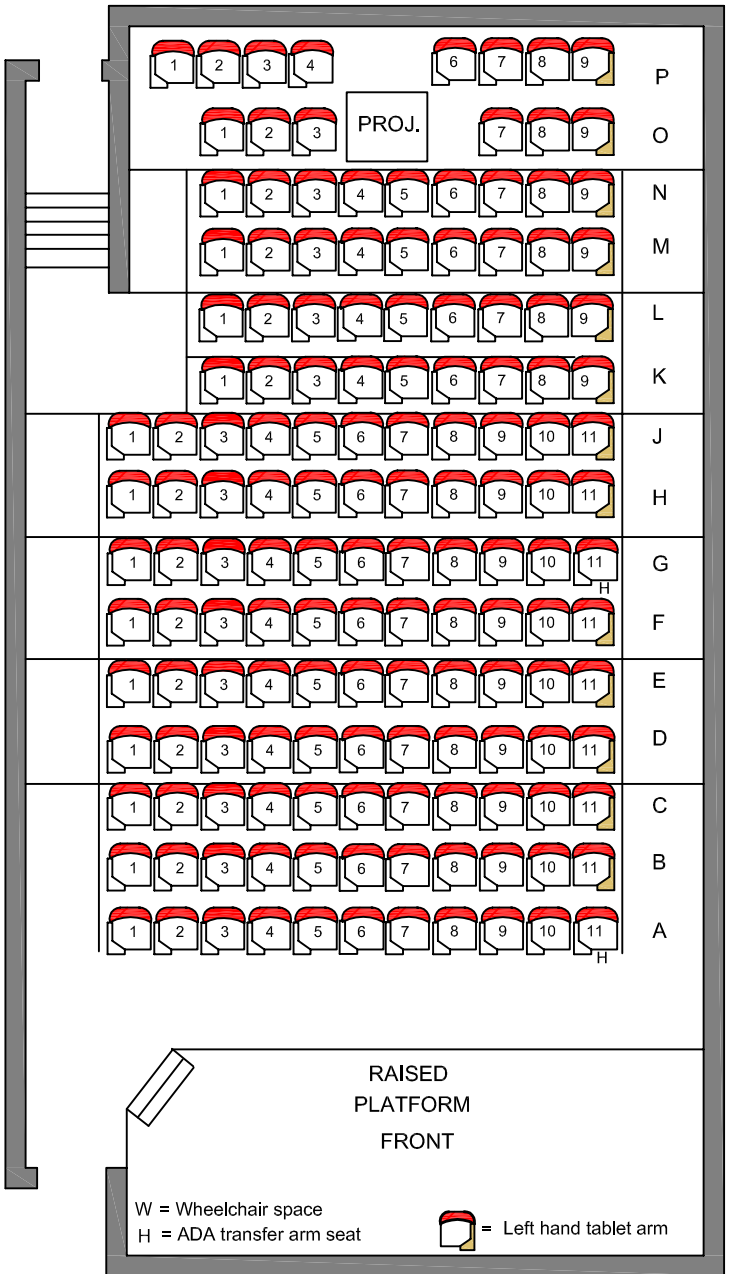 1 2 3 4 6 7 8 9 P
1 2 3 PROJ. 7 8 9 O
1 2 3 4 5 6 7 8 9 N
1 2 3 4 5 6 7 8 9 M
1 2 3 4 5 6 7 8 9 L
1 2 3 4 5 6 7 8 9 K
1 2 3 4 5 6 7 8 9 10 11 J
1 2 3 4 5 6 7 8 9 10 11 H
1 2 3 4 5 6 7 8 9 10 11 G
H
1 2 3 4 5 6 7 8 9 10 11 F
1 2 3 4 5 6 7 8 9 10 11 E
1 2 3 4 5 6 7 8 9 10 11 D
1 2 3 4 5 6 7 8 9 10 11 C
1 2 3 4 5 6 7 8 9 10 11 B
1 2 3 4 5 6 7 8 9 10 11 A
H
RAISED
PLATFORM
FRONT
W = Wheelchair space
H = ADA transfer arm seat
= Left hand tablet arm